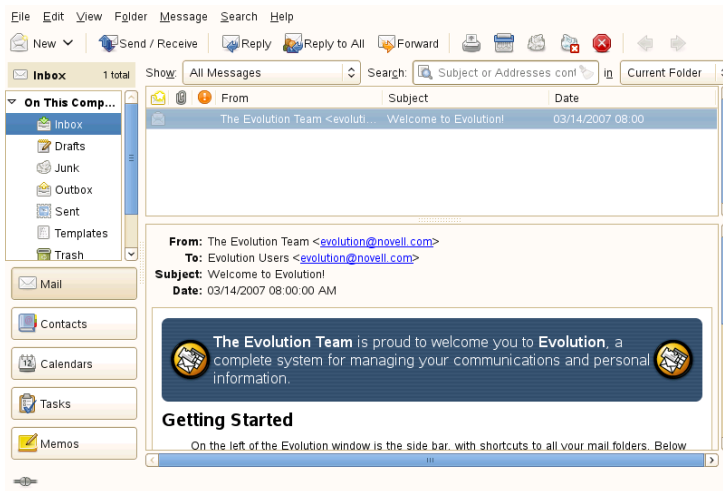 File Edit View Folder Message Search Help
New Send / Receive Reply Reply to All Forward
Inbox 1 total
Show: All Messages Search: Subject or Addresses cont in Current Folder
On This Comp...
Inbox
Drafts
Junk
Outbox
Sent
Templates
Trash
From Subject Date
The Evolution Team <evoluti... Welcome to Evolution! 03/14/2007 08:00
Mail
Contacts
Calendars
Tasks
Memos
From: The Evolution Team <evolution@novell.com>
To: Evolution Users <evolution@novell.com>
Subject: Welcome to Evolution!
Date: 03/14/2007 08:00:00 AM
The Evolution Team is proud to welcome you to Evolution, a
complete system for managing your communications and personal
information.
Getting Started
On the left of the Evolution window is the side bar, with shortcuts to all your mail folders. Below